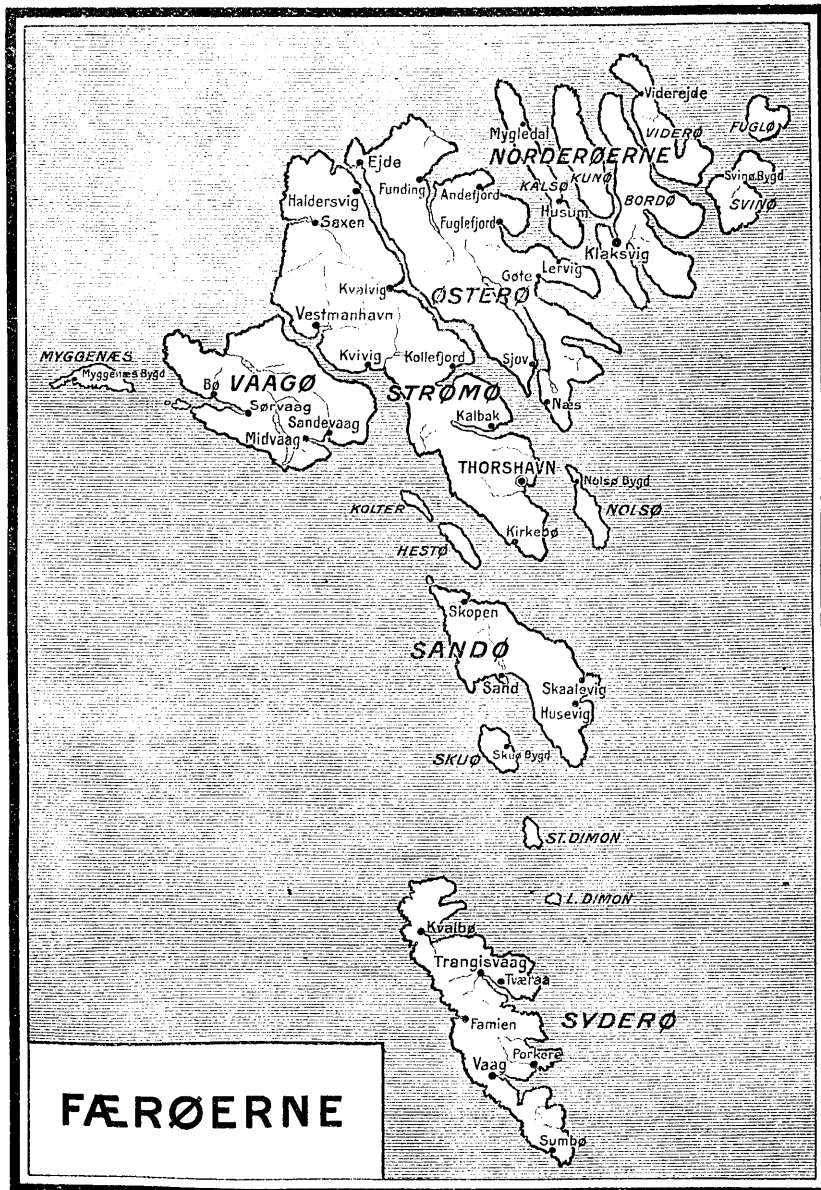 Viderejde
VIDERØ
FUGLØ
Mygledal
NORDERØERNE
Ejde
KALSØ
KUNØ
Svinø Bygd
SVINØ
Funding
Andefjord
BORDØ
Haldersvig
Husum
Saxen
Fuglefjord
Klaksvig
Gøte
Lervig
Kvalvig
ØSTERØ
Vestmanhavn
MYGGENÆS
Myggenæs Bygd
Kvivig
Kollefjord
Sjov
Bø
VAAGØ
STRØMØ
Næs
Sørvaag
Kalbak
Sandevaag
Midvaag
THORSHAVN
Nolsø Bygd
KOLTER
NOLSØ
HESTØ
Kirkebø
Skopen
SANDØ
Sand
Skaalevig
Husevig
SKUØ
Skuø Bygd
ST. DIMON
L. DIMON
Kvalbø
Trangisvaag
Tværaa
Famien
SYDERØ
Porkere
Vaag
Sumbø
FÆRØERNE